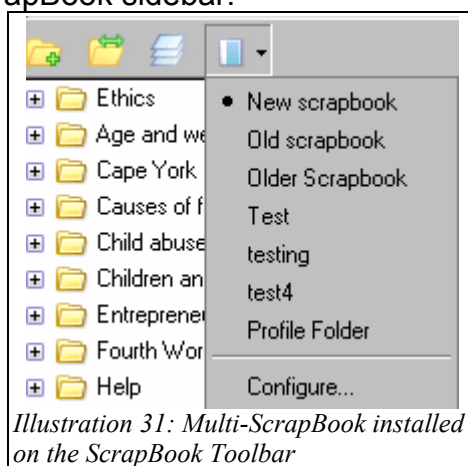 apBook sidebar.
Ethics
New scrapbook
Age and we
Old scrapbook
Cape York
Older Scrapbook
Causes of f
Test
Child abuse
testing
Children an
test4
Entreprene
Profile Folder
Fourth Wor
Help
Configure...
Illustration 31: Multi-ScrapBook installed
on the ScrapBook Toolbar